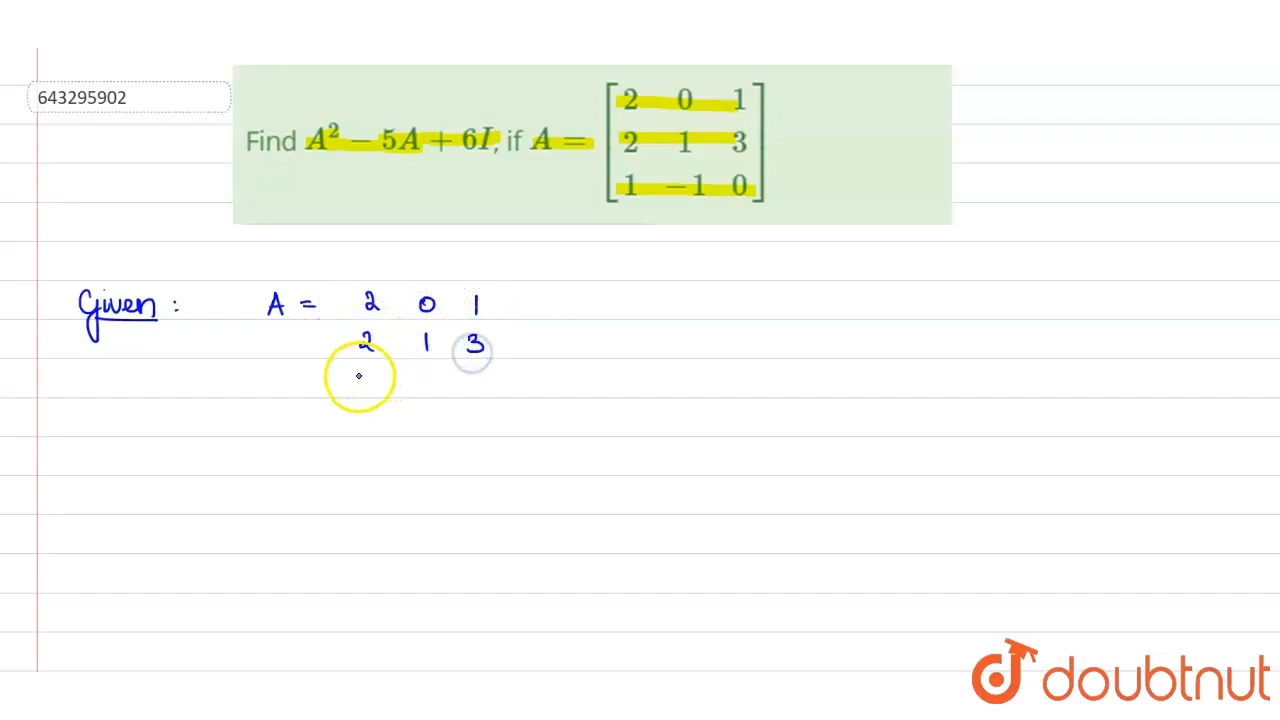 643295902
Find A² − 5A + 6I, if A = [2 0 1
2 1 3
1 −1 0]
Given : A = 2 0 1
2 1 3
doubtnut